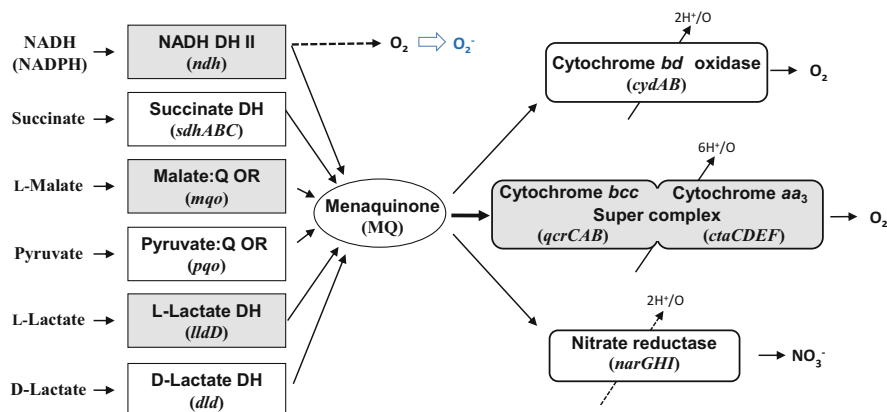 NADH
(NADPH)
NADH DH II
(ndh)
O₂
O₂⁻
Succinate
Succinate DH
(sdhABC)
L-Malate
Malate:Q OR
(mqo)
Pyruvate
Pyruvate:Q OR
(pqo)
L-Lactate
L-Lactate DH
(lldD)
D-Lactate
D-Lactate DH
(dld)
Menaquinone
(MQ)
2H⁺/O
Cytochrome bd oxidase
(cydAB)
O₂
6H⁺/O
Cytochrome bcc Cytochrome aa₃
Super complex
(qcrCAB) (ctaCDEF)
O₂
2H⁺/O
Nitrate reductase
(narGHI)
NO₃⁻